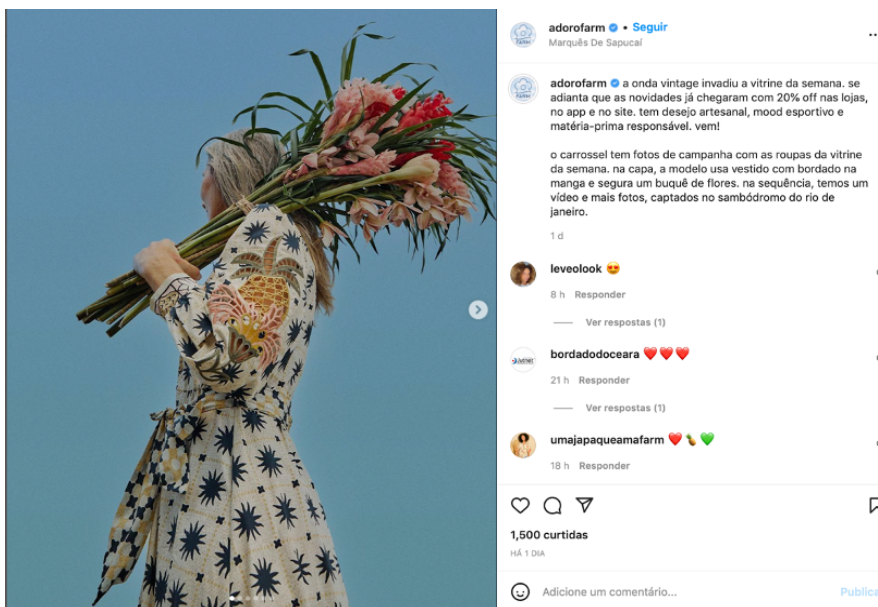 adorofarm • Seguir
Marquês De Sapucaí
adorofarm a onda vintage invadiu a vitrine da semana. se
adianta que as novidades já chegaram com 20% off nas lojas,
no app e no site. tem desejo artesanal, mood esportivo e
matéria-prima responsável. vem!
o carrossel tem fotos de campanha com as roupas da vitrine
da semana. na capa, a modelo usa vestido com bordado na
manga e segura um buquê de flores. na sequência, temos um
vídeo e mais fotos, captados no sambódromo do rio de
janeiro.
1 d
leveolook 😍
8 h Responder
Ver respostas (1)
bordadodoceara ❤️❤️❤️
21 h Responder
Ver respostas (1)
umajapaqueamafarm ❤️🍍💚
18 h Responder
1,500 curtidas
HÁ 1 DIA
Adicione um comentário...
Publica